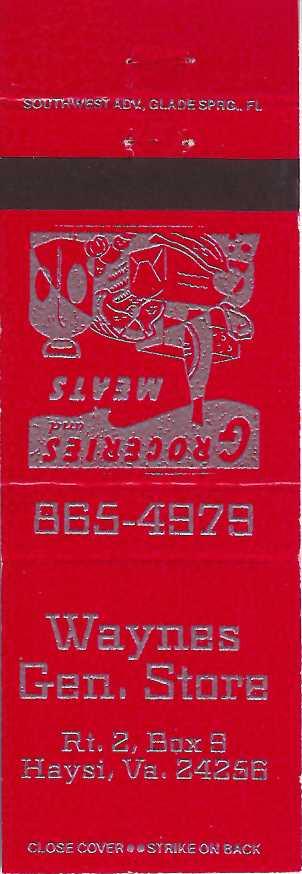 SOUTHWEST ADV., GLADE SPRG., FL
GROCERIES
and
MEATS
865-4979
Waynes
Gen. Store
Rt. 2, Box 9
Haysi, Va. 24256
CLOSE COVER ●● STRIKE ON BACK